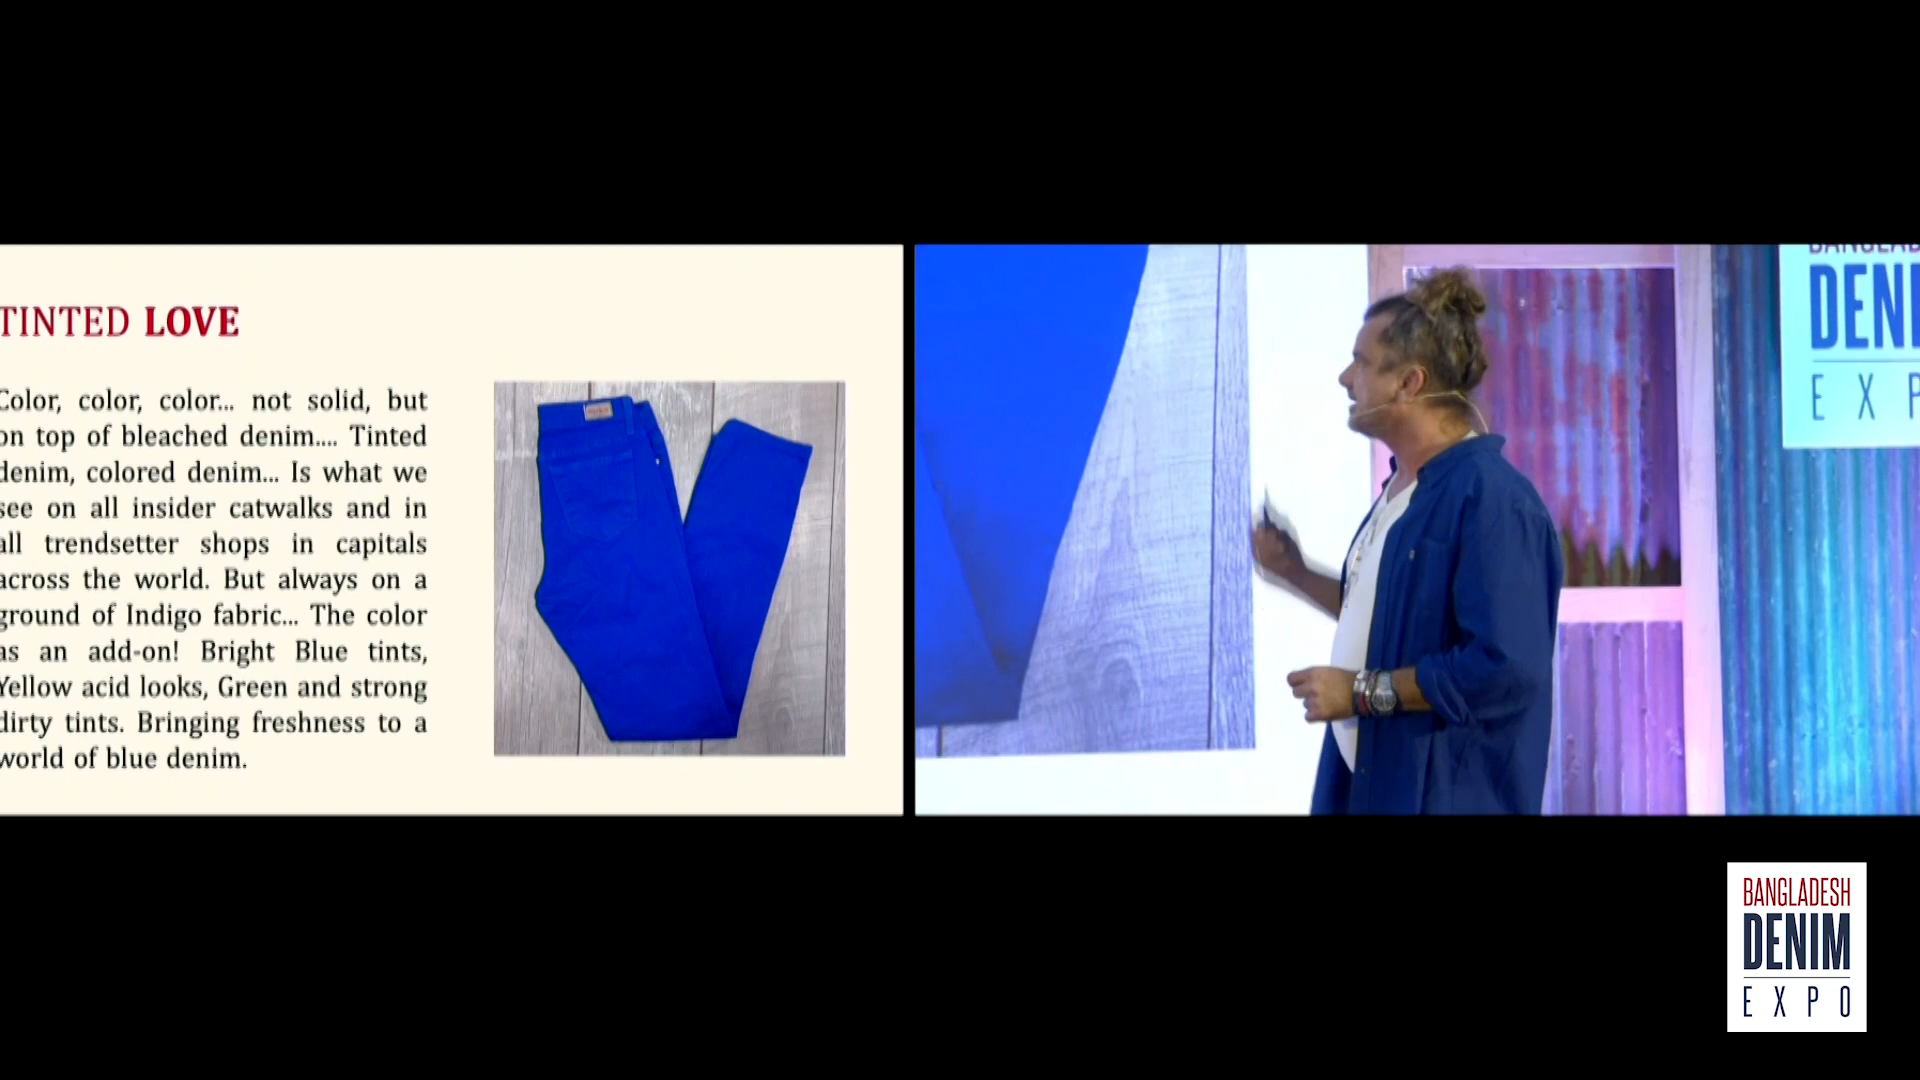 TINTED LOVE
Color, color, color... not solid, but
on top of bleached denim.... Tinted
denim, colored denim... Is what we
see on all insider catwalks and in
all trendsetter shops in capitals
across the world. But always on a
ground of Indigo fabric... The color
as an add-on! Bright Blue tints,
Yellow acid looks, Green and strong
dirty tints. Bringing freshness to a
world of blue denim.
BANGLAD
DENI
EXP
BANGLADESH
DENIM
EXPO